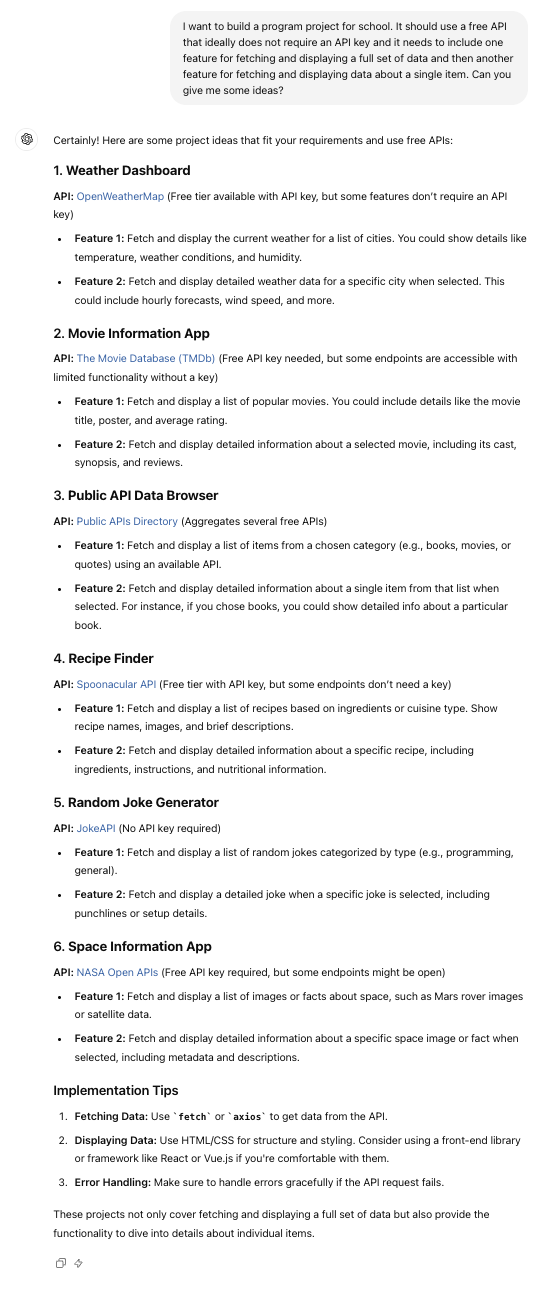 I want to build a program project for school. It should use a free API
that ideally does not require an API key and it needs to include one
feature for fetching and displaying a full set of data and then another
feature for fetching and displaying data about a single item. Can you
give me some ideas?
Certainly! Here are some project ideas that fit your requirements and use free APIs:
1. Weather Dashboard
API: OpenWeatherMap (Free tier available with API key, but some features don't require an API
key)
• Feature 1: Fetch and display the current weather for a list of cities. You could show details like
temperature, weather conditions, and humidity.
• Feature 2: Fetch and display detailed weather data for a specific city when selected. This
could include hourly forecasts, wind speed, and more.
2. Movie Information App
API: The Movie Database (TMDb) (Free API key needed, but some endpoints are accessible with
limited functionality without a key)
• Feature 1: Fetch and display a list of popular movies. You could include details like the movie
title, poster, and average rating.
• Feature 2: Fetch and display detailed information about a selected movie, including its cast,
synopsis, and reviews.
3. Public API Data Browser
API: Public APIs Directory (Aggregates several free APIs)
• Feature 1: Fetch and display a list of items from a chosen category (e.g., books, movies, or
quotes) using an available API.
• Feature 2: Fetch and display detailed information about a single item from that list when
selected. For instance, if you chose books, you could show detailed info about a particular
book.
4. Recipe Finder
API: Spoonacular API (Free tier with API key, but some endpoints don't need a key)
• Feature 1: Fetch and display a list of recipes based on ingredients or cuisine type. Show
recipe names, images, and brief descriptions.
• Feature 2: Fetch and display detailed information about a specific recipe, including
ingredients, instructions, and nutritional information.
5. Random Joke Generator
API: JokeAPI (No API key required)
• Feature 1: Fetch and display a list of random jokes categorized by type (e.g., programming,
general).
• Feature 2: Fetch and display a detailed joke when a specific joke is selected, including
punchlines or setup details.
6. Space Information App
API: NASA Open APIs (Free API key required, but some endpoints might be open)
• Feature 1: Fetch and display a list of images or facts about space, such as Mars rover images
or satellite data.
• Feature 2: Fetch and display detailed information about a specific space image or fact when
selected, including metadata and descriptions.
Implementation Tips
1. Fetching Data: Use `fetch` or `axios` to get data from the API.
2. Displaying Data: Use HTML/CSS for structure and styling. Consider using a front-end library
or framework like React or Vue.js if you're comfortable with them.
3. Error Handling: Make sure to handle errors gracefully if the API request fails.
These projects not only cover fetching and displaying a full set of data but also provide the
functionality to dive into details about individual items.